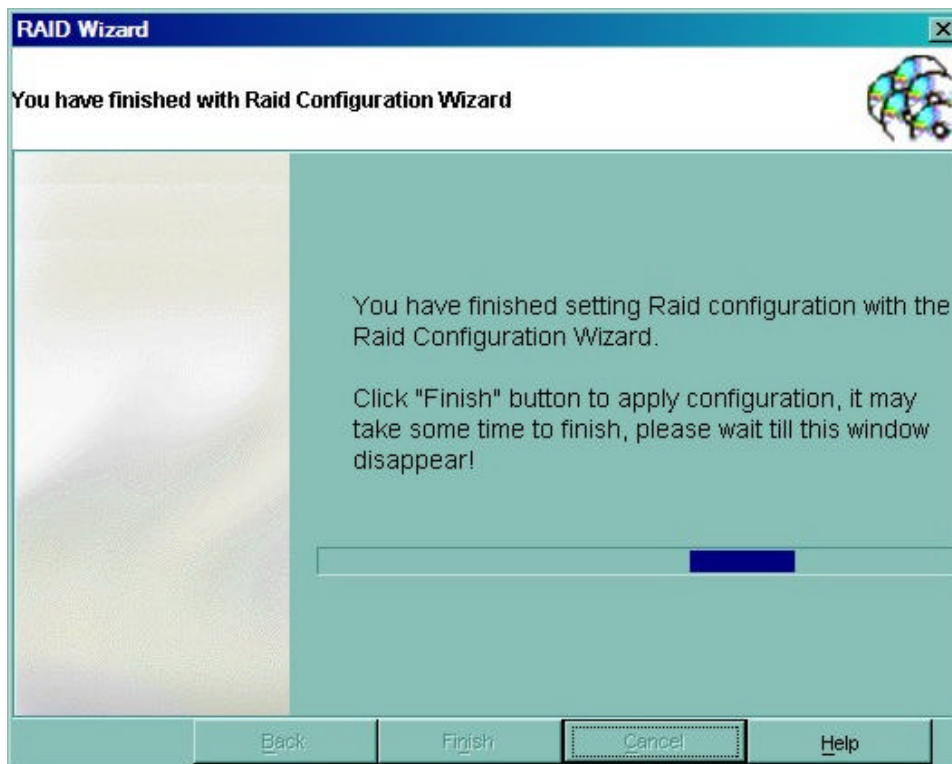 RAID Wizard
You have finished with Raid Configuration Wizard
You have finished setting Raid configuration with the
Raid Configuration Wizard.
Click "Finish" button to apply configuration, it may
take some time to finish, please wait till this window
disappear!
Back Finish Cancel Help